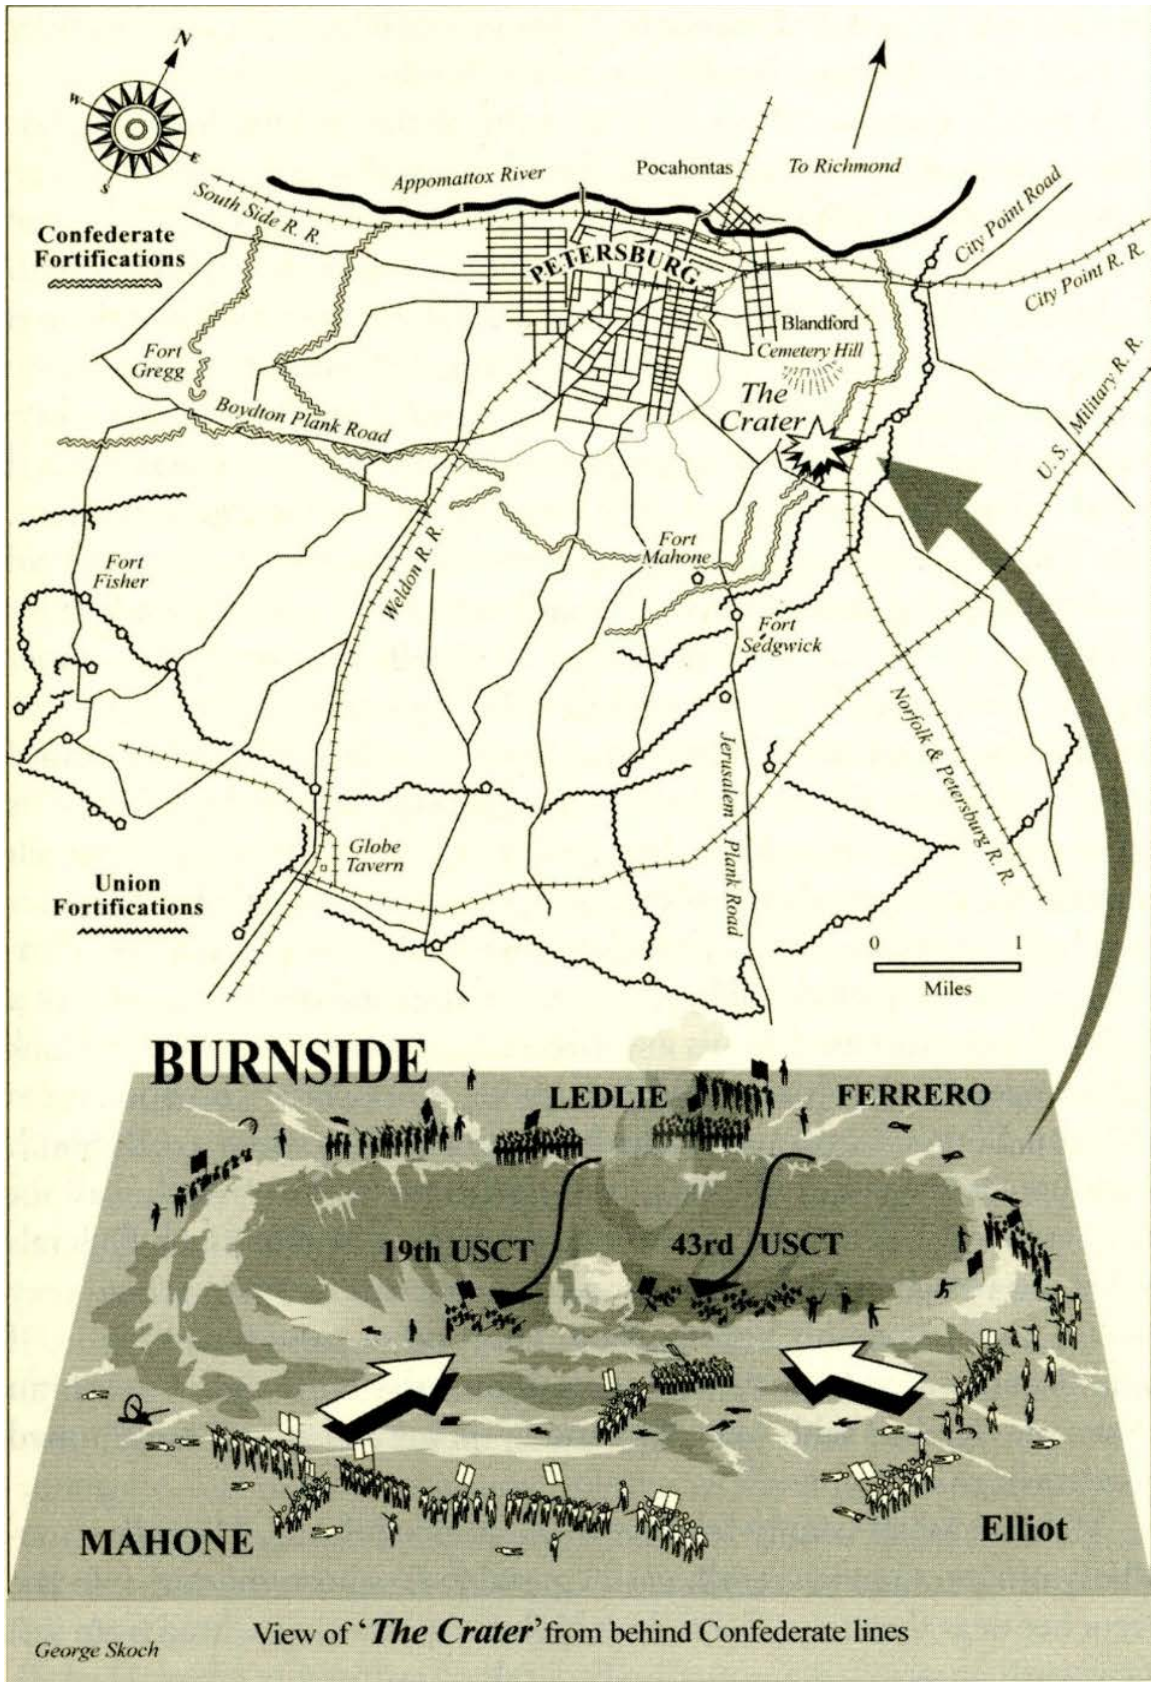 N
W
E
S
Appomattox River
Pocahontas
To Richmond
South Side R. R.
City Point Road
City Point R. R.
Confederate
Fortifications
PETERSBURG
Blandford
Cemetery Hill
Fort
Gregg
The
Crater
Boydton Plank Road
U. S. Military R. R.
Fort
Mahone
Fort
Fisher
Weldon R. R.
Fort
Sedgwick
Norfolk & Petersburg R. R.
Jerusalem Plank Road
Globe
Tavern
Union
Fortifications
0 1
Miles
BURNSIDE
LEDLIE
FERRERO
19th USCT
43rd USCT
MAHONE
Elliot
View of 'The Crater' from behind Confederate lines
George Skoch